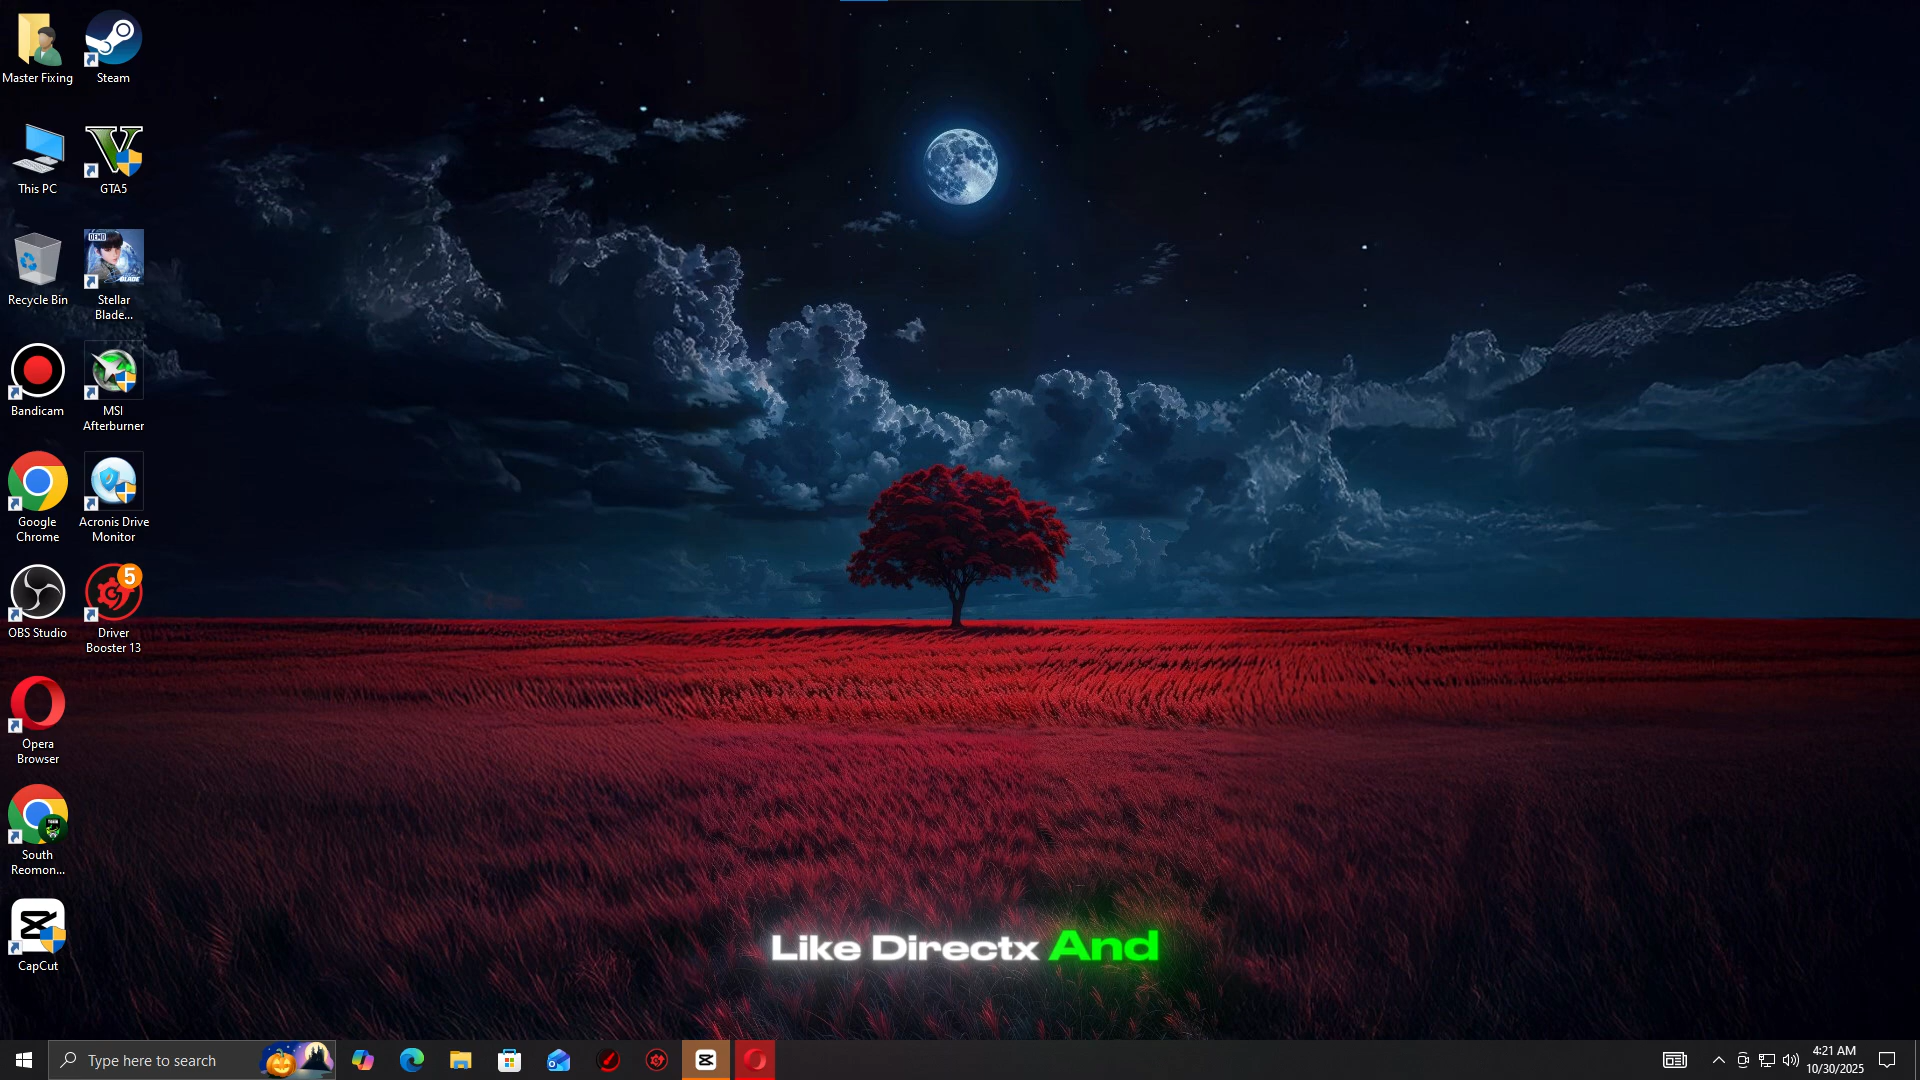 Master Fixing
Steam
This PC
GTA5
Recycle Bin
DEMO
BLADE
Stellar
Blade...
Bandicam
MSI
Afterburner
Google
Chrome
Acronis Drive
Monitor
OBS Studio
5
Driver
Booster 13
Opera
Browser
South
Reomon...
CapCut
Like Directx And
Type here to search
4:21 AM
10/30/2025